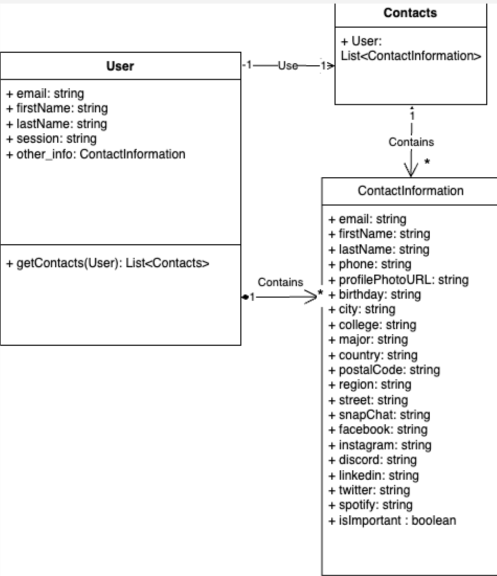 Contacts
+ User:
List<ContactInformation>
User
-1 Use 1>
+ email: string
+ firstName: string
+ lastName: string
+ session: string
+ other_info: ContactInformation
1
Contains
*
ContactInformation
+ getContacts(User): List<Contacts>
Contains
1 *
+ email: string
+ firstName: string
+ lastName: string
+ phone: string
+ profilePhotoURL: string
+ birthday: string
+ city: string
+ college: string
+ major: string
+ country: string
+ postalCode: string
+ region: string
+ street: string
+ snapChat: string
+ facebook: string
+ instagram: string
+ discord: string
+ linkedin: string
+ twitter: string
+ spotify: string
+ isImportant : boolean